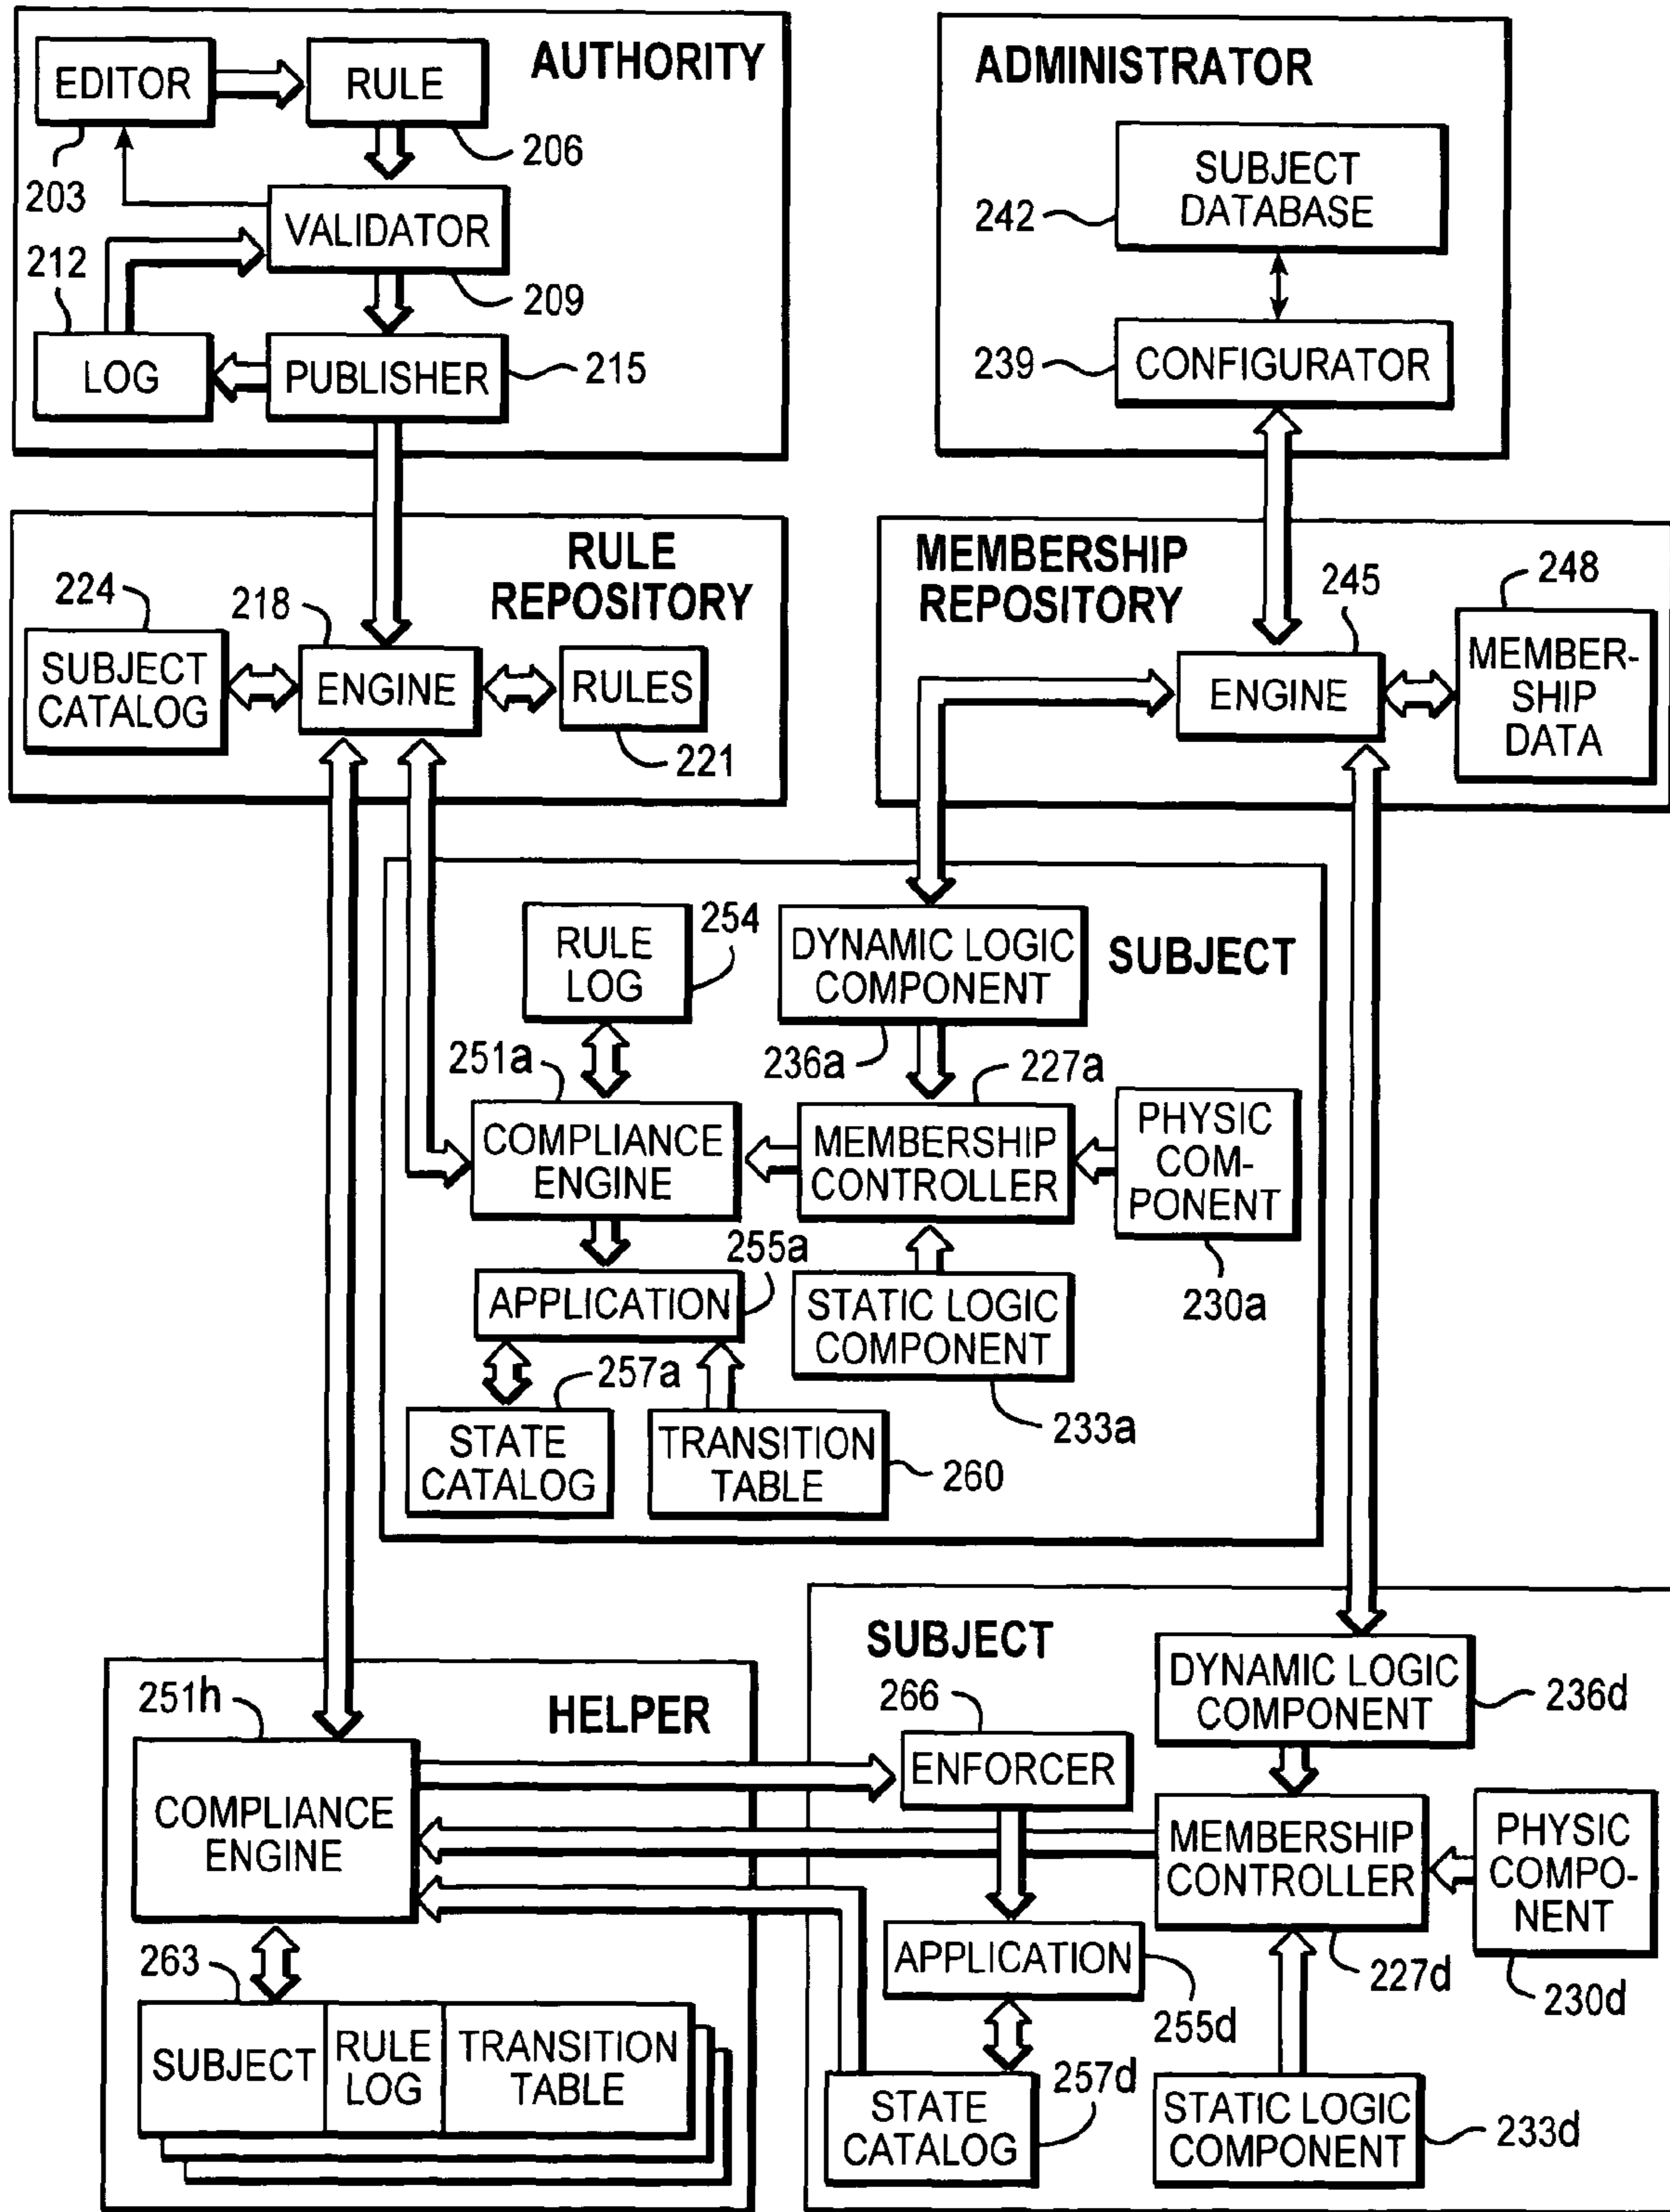 AUTHORITY
EDITOR
RULE
203
206
VALIDATOR
212
209
LOG
PUBLISHER
215
ADMINISTRATOR
SUBJECT
DATABASE
242
CONFIGURATOR
239
RULE
REPOSITORY
224
218
SUBJECT
CATALOG
ENGINE
RULES
221
MEMBERSHIP
REPOSITORY
245
248
ENGINE
MEMBER-
SHIP
DATA
SUBJECT
RULE
LOG
254
DYNAMIC LOGIC
COMPONENT
236a
251a
227a
COMPLIANCE
ENGINE
MEMBERSHIP
CONTROLLER
PHYSIC
COM-
PONENT
230a
255a
APPLICATION
STATIC LOGIC
COMPONENT
233a
257a
STATE
CATALOG
TRANSITION
TABLE
260
HELPER
251h
COMPLIANCE
ENGINE
263
SUBJECT
RULE
LOG
TRANSITION
TABLE
SUBJECT
266
ENFORCER
DYNAMIC LOGIC
COMPONENT
236d
MEMBERSHIP
CONTROLLER
227d
PHYSIC
COMPO-
NENT
230d
APPLICATION
255d
STATE
CATALOG
257d
STATIC LOGIC
COMPONENT
233d